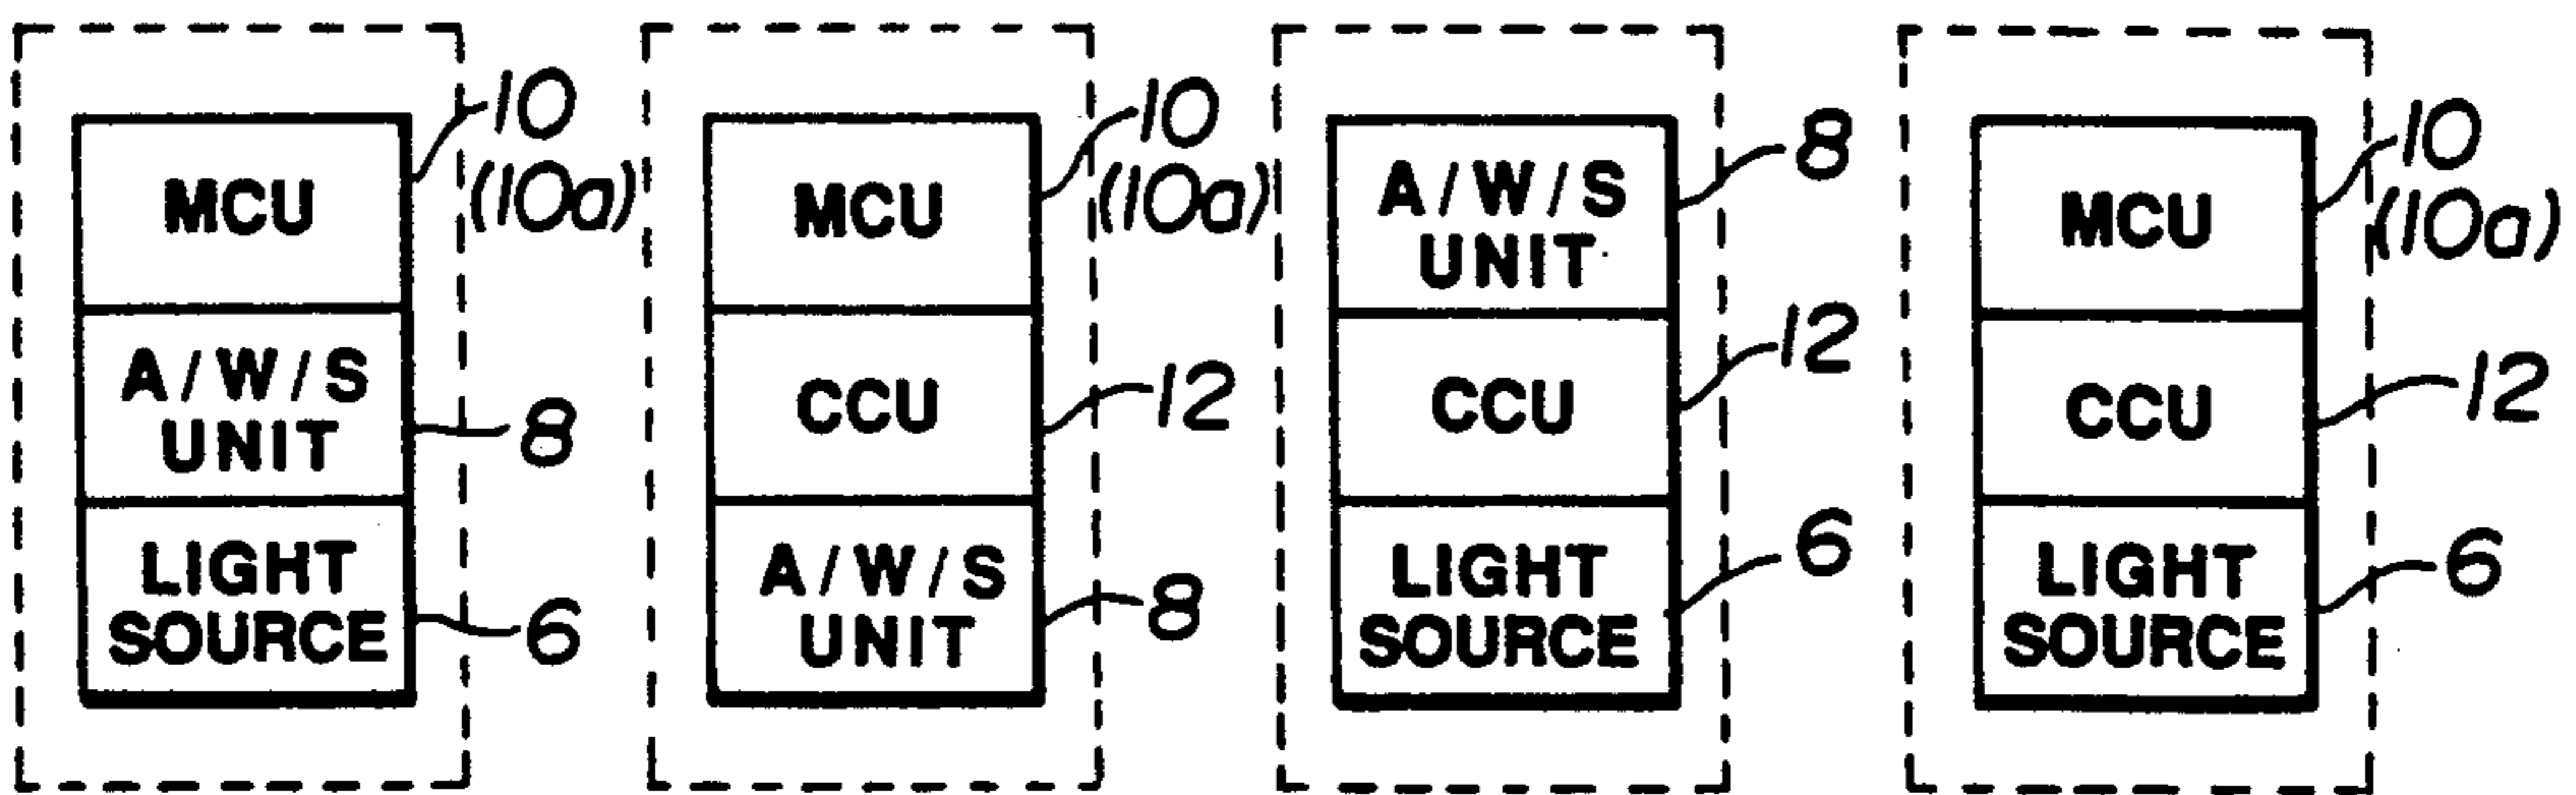 MCU
10
(10a)
A/W/S
UNIT
8
LIGHT
SOURCE
6
MCU
10
(10a)
CCU
12
A/W/S
UNIT
8
A/W/S
UNIT
8
CCU
12
LIGHT
SOURCE
6
MCU
10
(10a)
CCU
12
LIGHT
SOURCE
6